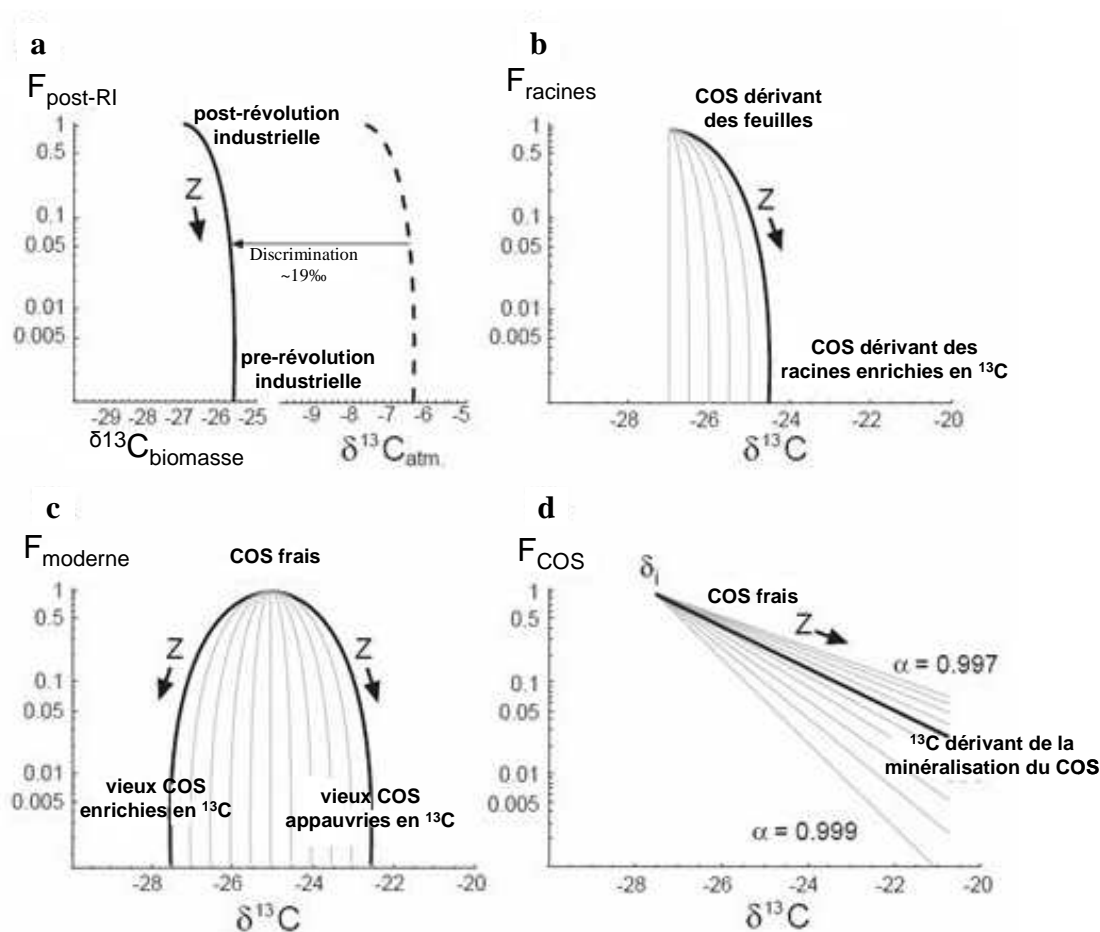 a
F post-RI
post-révolution
industrielle
1
0.5
0.1
0.05
0.01
0.005
Z
Discrimination
~19‰
pre-révolution
industrielle
-29 -28 -27 -26 -25
-9 -8 -7 -6 -5
δ13C biomasse
δ13C atm.
b
F racines
COS dérivant
des feuilles
1
0.5
0.1
0.05
0.01
0.005
Z
COS dérivant des
racines enrichies en 13C
-28 -26 -24 -22 -20
δ13C
c
F moderne
COS frais
1
0.5
0.1
0.05
0.01
0.005
Z
Z
vieux COS
enrichies en 13C
vieux COS
appauvries en 13C
-28 -26 -24 -22 -20
δ13C
d
F COS
δi
COS frais
1
0.5
0.1
0.05
0.01
0.005
Z
α = 0.997
13C dérivant de la
minéralisation du COS
α = 0.999
-28 -26 -24 -22 -20
δ13C